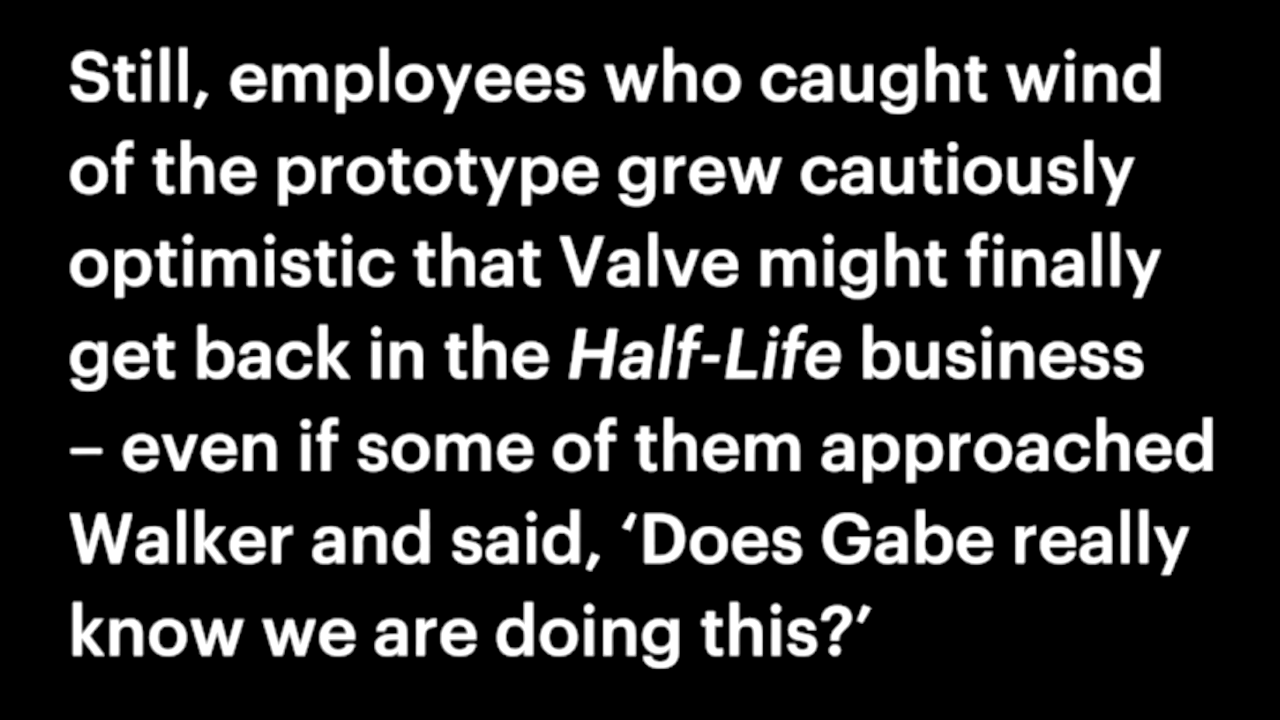 Still, employees who caught wind
of the prototype grew cautiously
optimistic that Valve might finally
get back in the Half-Life business
– even if some of them approached
Walker and said, ‘Does Gabe really
know we are doing this?’